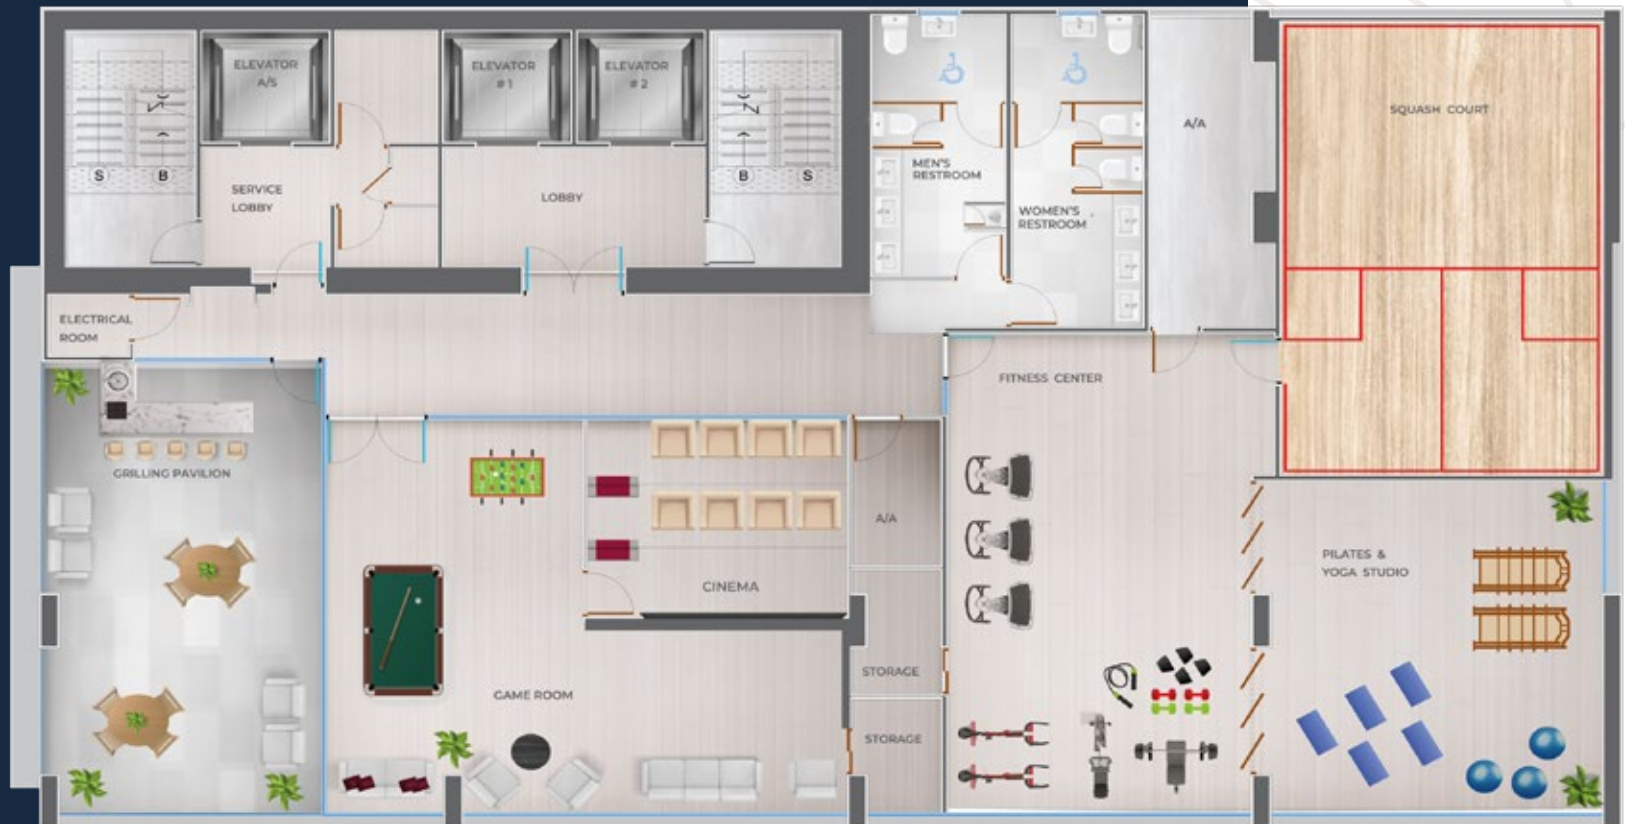 ELEVATOR
A/S
ELEVATOR
# 1
ELEVATOR
# 2
S
B
B
S
SERVICE
LOBBY
LOBBY
MEN'S
RESTROOM
WOMEN'S
RESTROOM
A/A
SQUASH COURT
ELECTRICAL
ROOM
FITNESS CENTER
GRILLING PAVILION
A/A
CINEMA
PILATES &
YOGA STUDIO
STORAGE
GAME ROOM
STORAGE